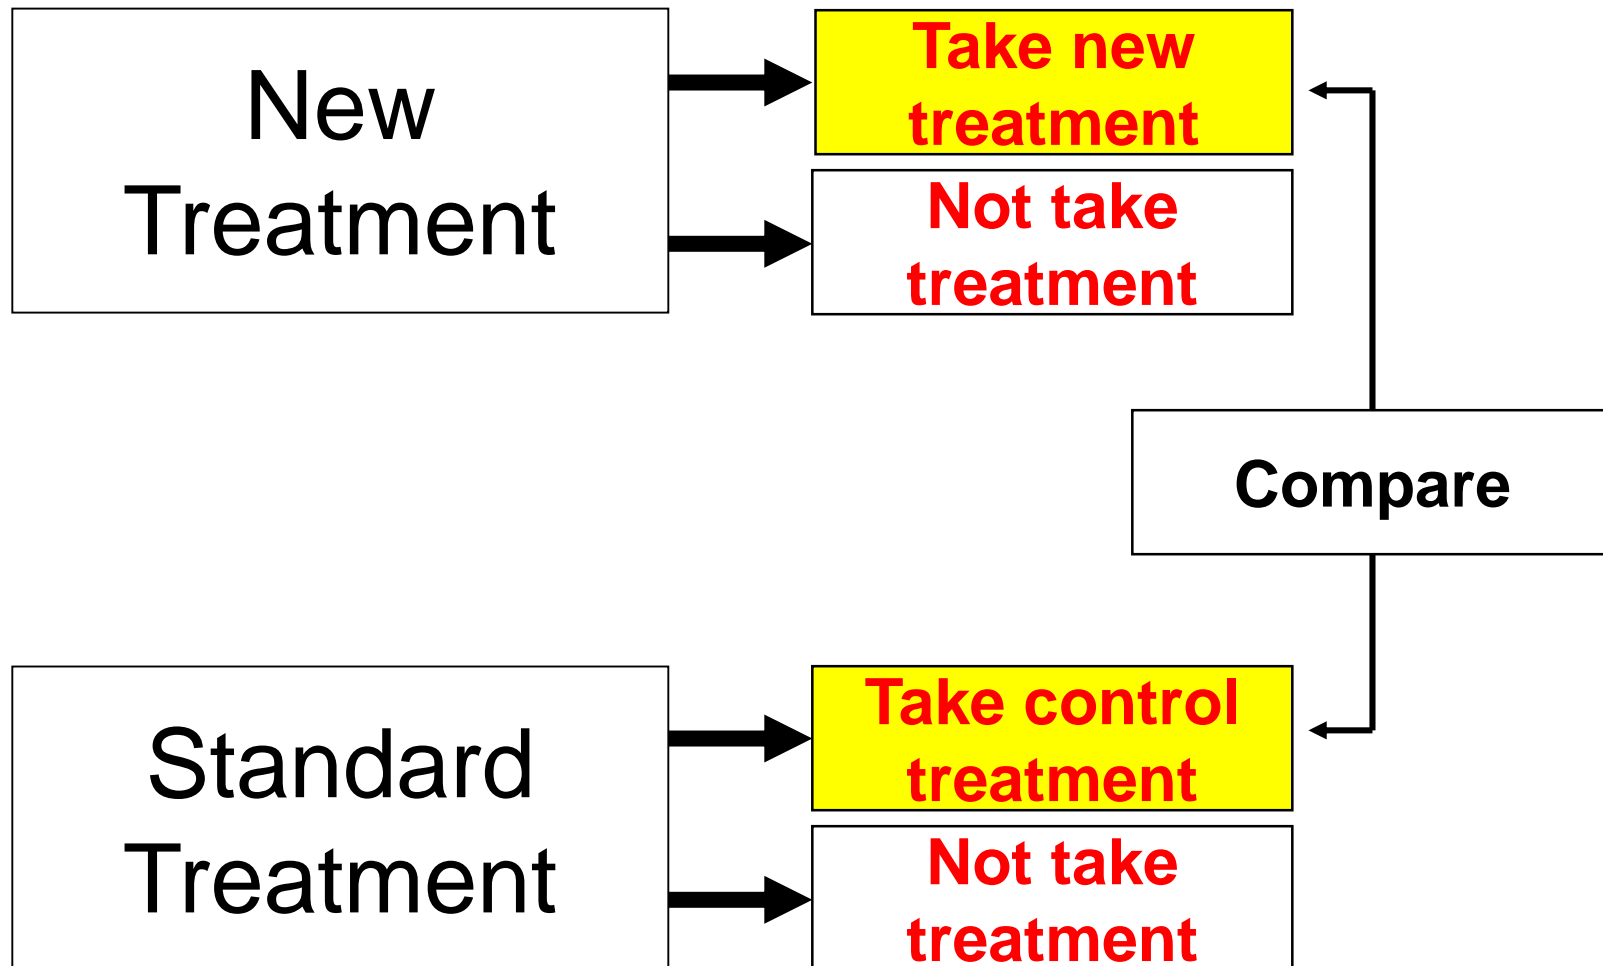 New
Treatment
Take new
treatment
Not take
treatment
Compare
Standard
Treatment
Take control
treatment
Not take
treatment